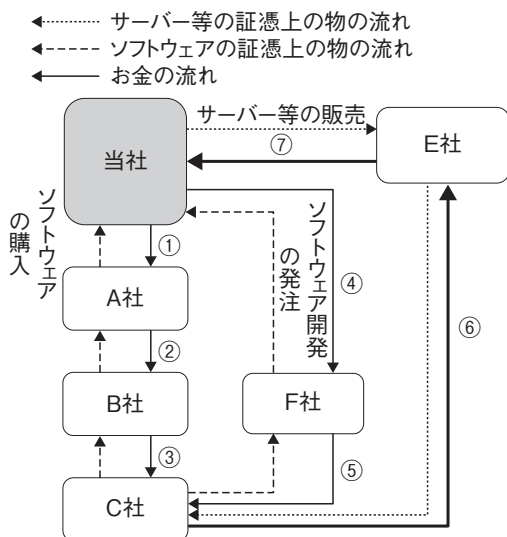 サーバー等の証憑上の物の流れ
ソフトウェアの証憑上の物の流れ
お金の流れ
サーバー等の販売
当社
⑦
E社
ソフトウェア
の購入
①
ソフトウェア開発
の発注
④
A社
②
⑥
B社
F社
③
⑤
C社